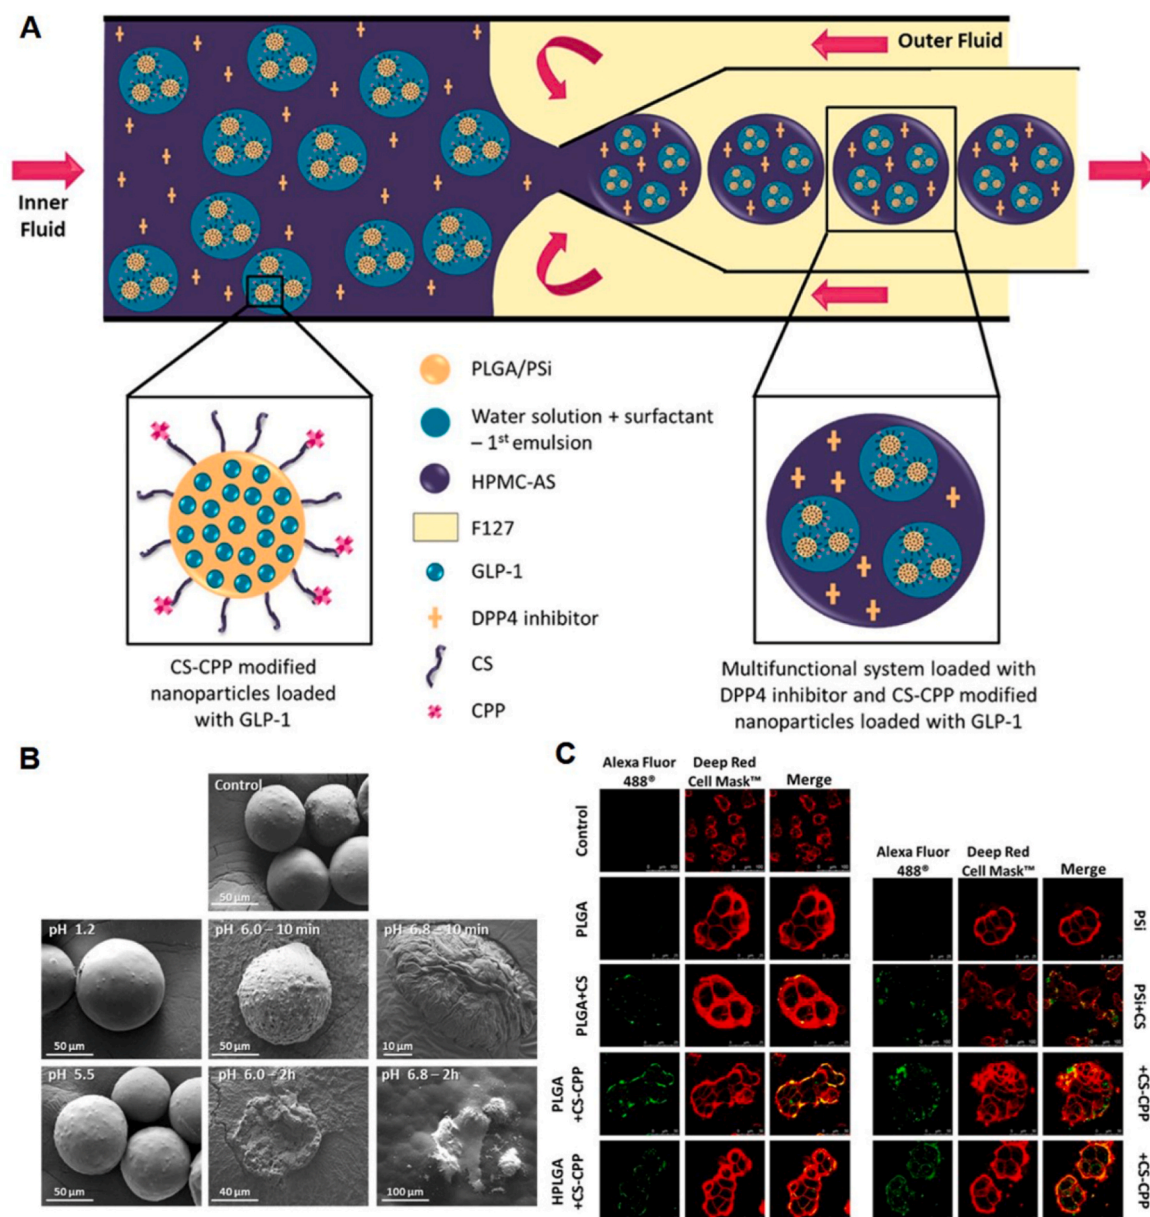 A
Outer Fluid
Inner
Fluid
PLGA/PSi
Water solution + surfactant
– 1st emulsion
HPMC-AS
F127
GLP-1
DPP4 inhibitor
CS
CPP
CS-CPP modified
nanoparticles loaded
with GLP-1
Multifunctional system loaded with
DPP4 inhibitor and CS-CPP modified
nanoparticles loaded with GLP-1
B
Control
50 µm
pH 1.2
50 µm
pH 6.0 – 10 min
50 µm
pH 6.8 – 10 min
10 µm
pH 5.5
50 µm
pH 6.0 – 2h
40 µm
pH 6.8 – 2h
100 µm
C
Alexa Fluor
488®
Deep Red
Cell Mask™
Merge
Control
PLGA
PLGA+CS
PLGA
+CS-CPP
HPLGA
+CS-CPP
Alexa Fluor
488®
Deep Red
Cell Mask™
Merge
PSi
PSi+CS
+CS-CPP
+CS-CPP